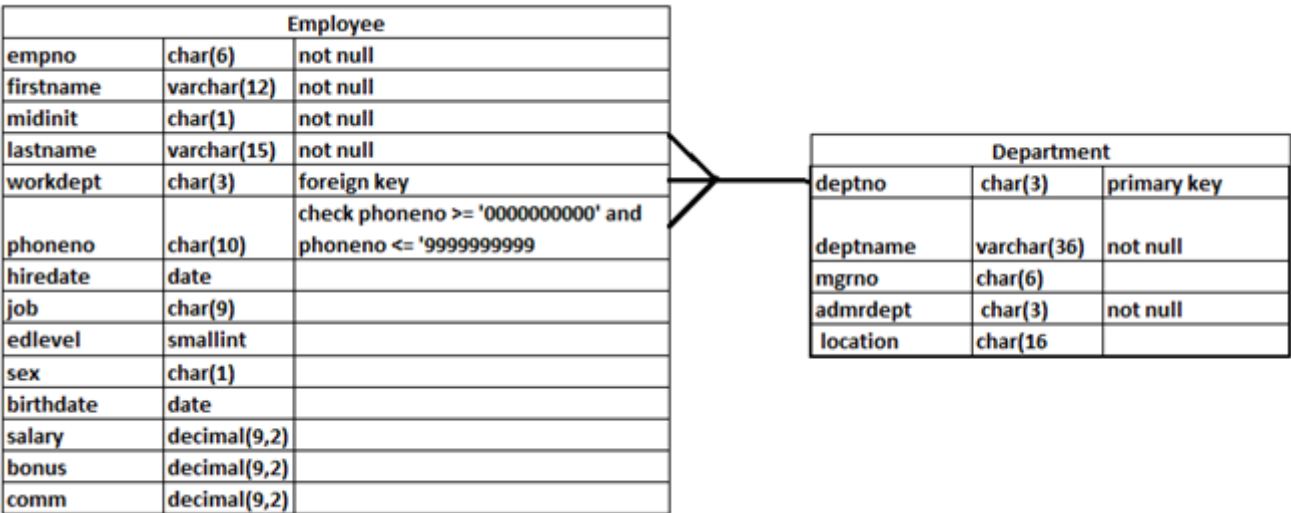 Employee
empno char(6) not null
firstname varchar(12) not null
midinit char(1) not null
lastname varchar(15) not null
workdept char(3) foreign key
check phoneno >= '0000000000' and
phoneno char(10) phoneno <= '9999999999
hiredate date
job char(9)
edlevel smallint
sex char(1)
birthdate date
salary decimal(9,2)
bonus decimal(9,2)
comm decimal(9,2)
Department
deptno char(3) primary key
deptname varchar(36) not null
mgrno char(6)
admrdept char(3) not null
location char(16